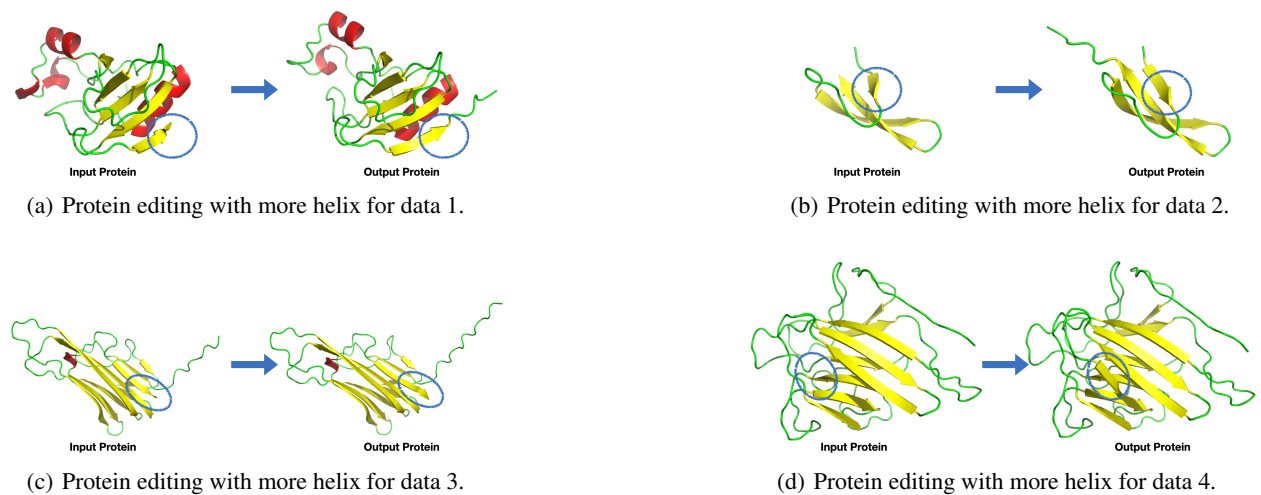 Input Protein
Output Protein
(a) Protein editing with more helix for data 1.
Input Protein
Output Protein
(b) Protein editing with more helix for data 2.
Input Protein
Output Protein
(c) Protein editing with more helix for data 3.
Input Protein
Output Protein
(d) Protein editing with more helix for data 4.